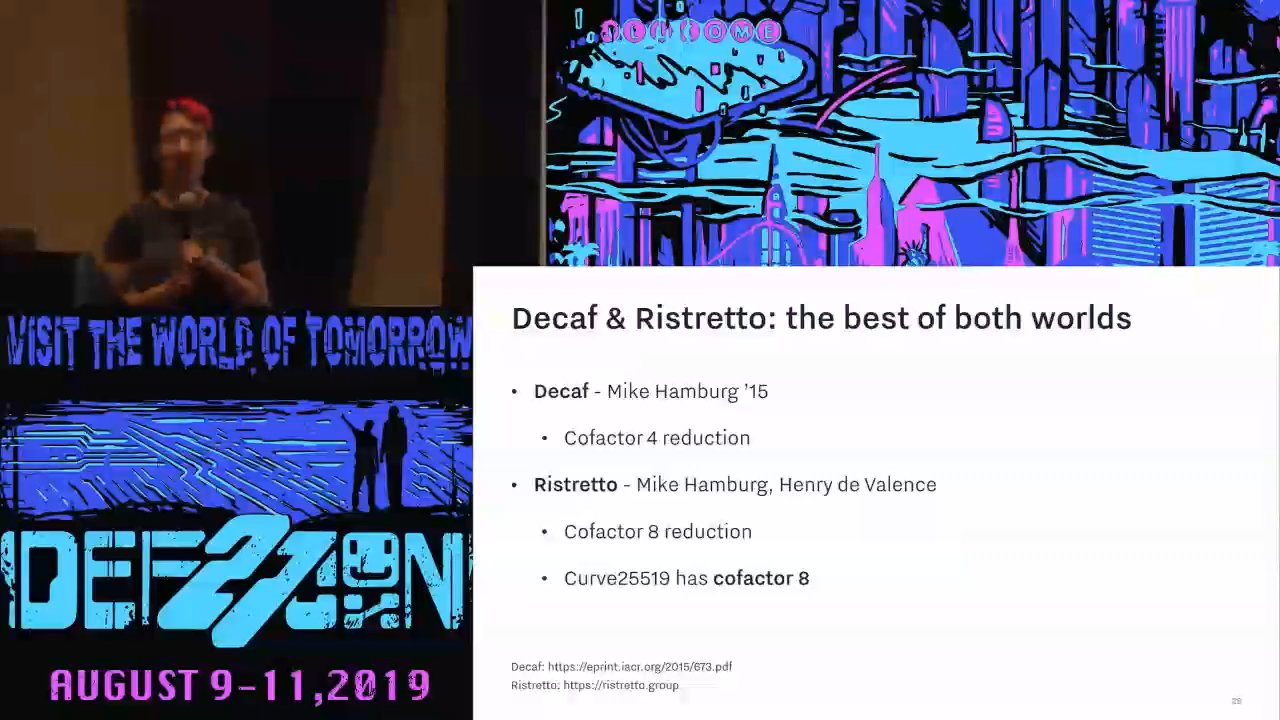 WELCOME
VISIT THE WORLD OF TOMORROW
DEF CON
27
AUGUST 9-11,2019
Decaf & Ristretto: the best of both worlds
• Decaf - Mike Hamburg ’15
• Cofactor 4 reduction
• Ristretto - Mike Hamburg, Henry de Valence
• Cofactor 8 reduction
• Curve25519 has cofactor 8
Decaf: https://eprint.iacr.org/2015/673.pdf
Ristretto: https://ristretto.group